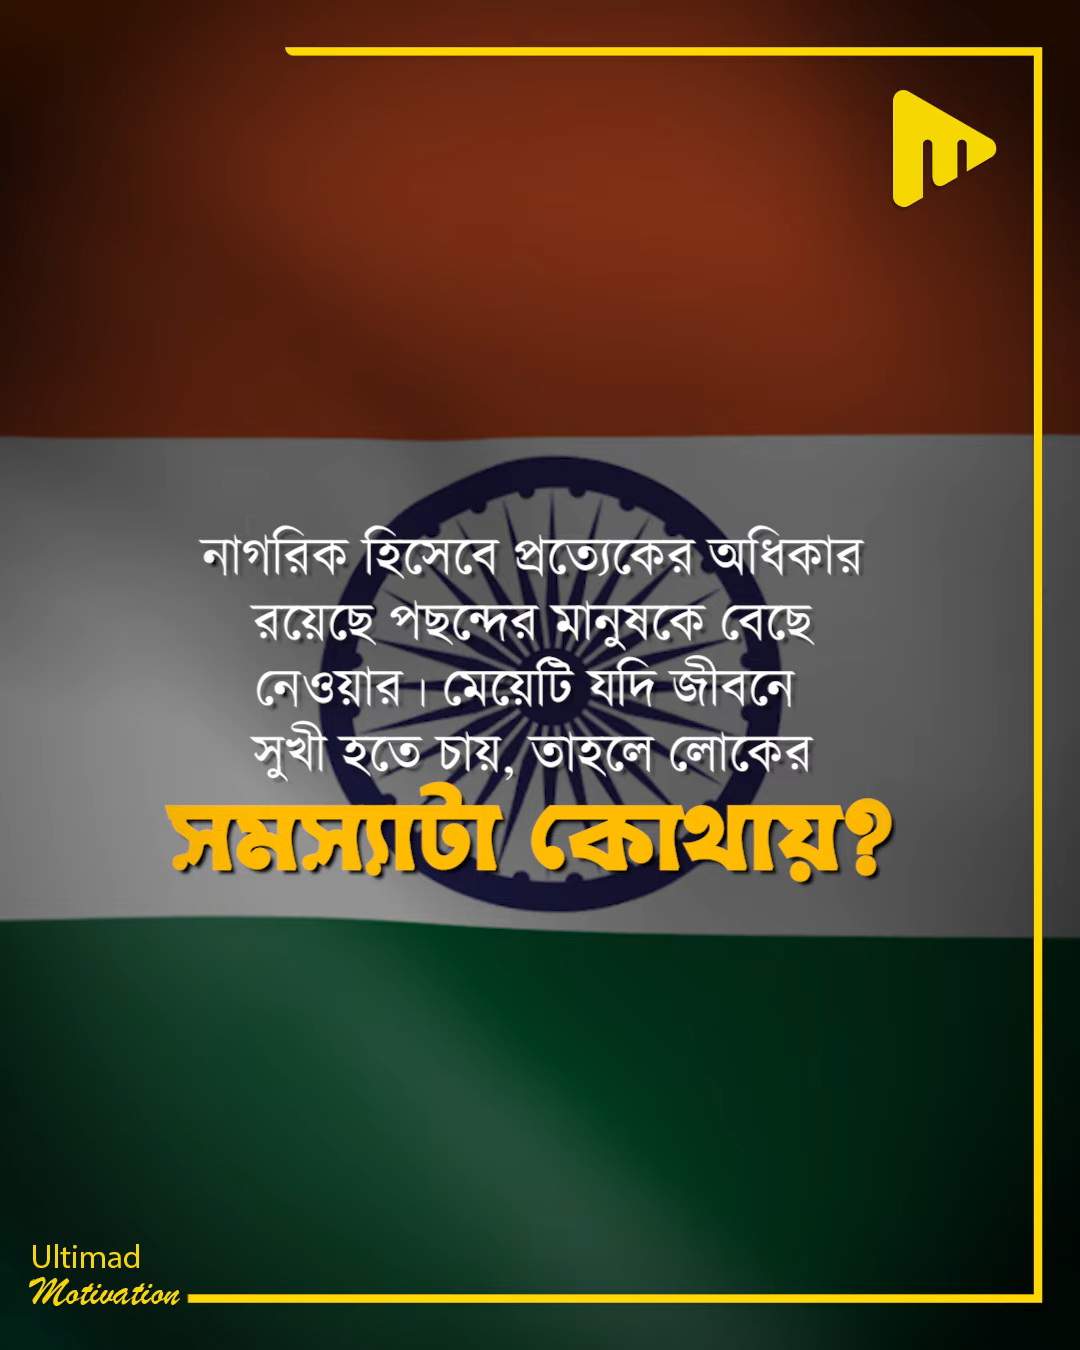 নাগরিক হিসেবে প্রত্যেকের অধিকার
রয়েছে পছন্দের মানুষকে বেছে
নেওয়ার। মেয়েটি যদি জীবনে
সুখী হতে চায়, তাহলে লোকের
সমস্যাটা কোথায়?
Ultimad
Motivation